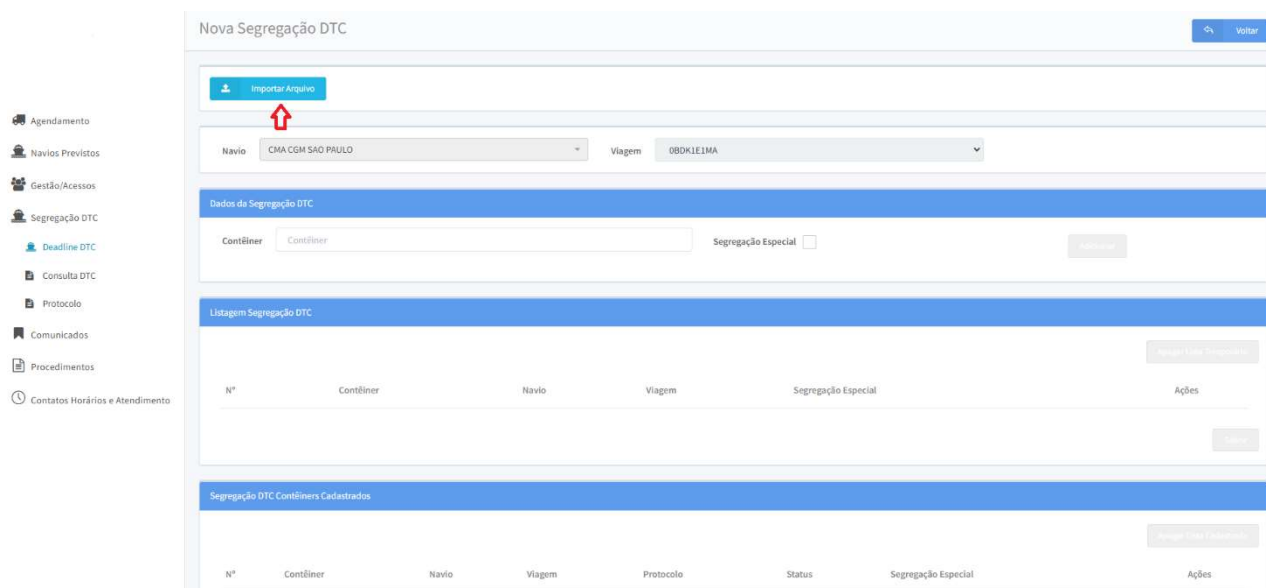 Nova Segregação DTC
Voltar
Importar Arquivo
Agendamento
Navios Previstos
Gestão/Acessos
Segregação DTC
Deadline DTC
Consulta DTC
Protocolo
Comunicados
Procedimentos
Contatos Horários e Atendimento
Navio CMA CGM SAO PAULO Viagem 0BDK1E1MA
Dados da Segregação DTC
Contêiner Contêiner Segregação Especial Adicionar
Listagem Segregação DTC
Nº Contêiner Navio Viagem Segregação Especial Ações
Segregação DTC Contêiners Cadastrados
Nº Contêiner Navio Viagem Protocolo Status Segregação Especial Ações